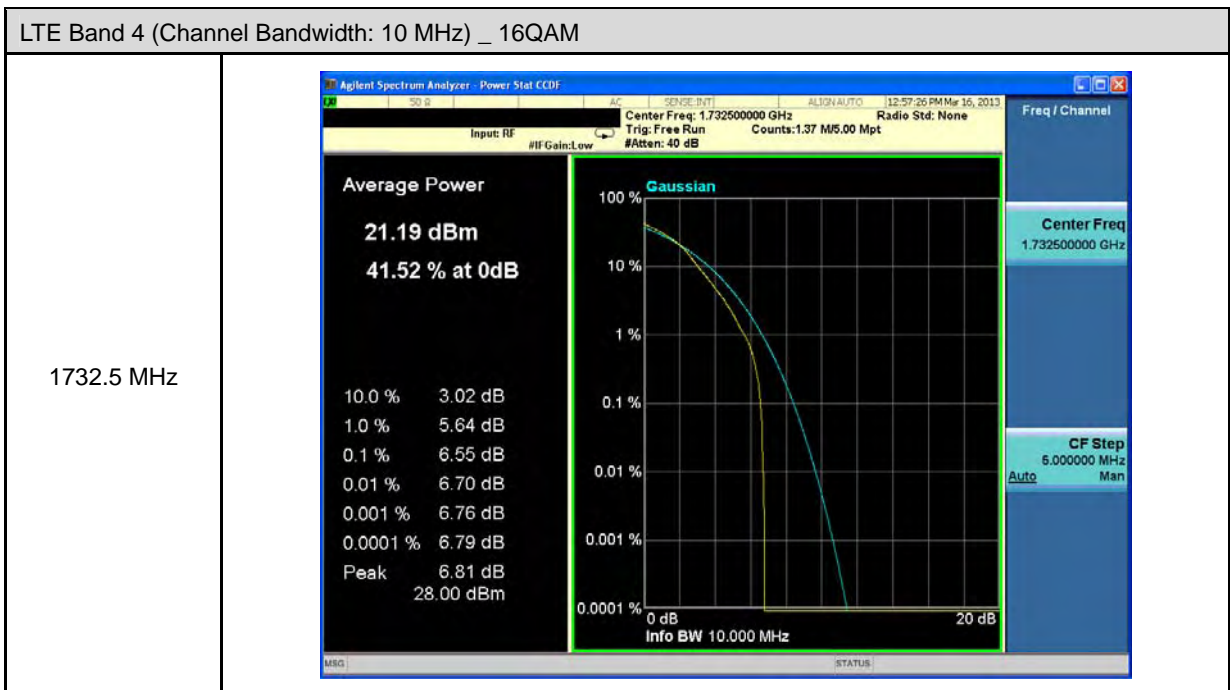 LTE Band 4 (Channel Bandwidth: 10 MHz) _ 16QAM
1732.5 MHz
Agilent Spectrum Analyzer - Power Stat CCDF
50 Ω AC SENSE:INT ALIGN AUTO 12:57:26 PM Mar 16, 2013
Center Freq: 1.732500000 GHz Radio Std: None
Input: RF Trig: Free Run Counts:1.37 M/5.00 Mpt
#IFGain:Low #Atten: 40 dB
Freq / Channel
Average Power
21.19 dBm
41.52 % at 0dB
10.0 % 3.02 dB
1.0 % 5.64 dB
0.1 % 6.55 dB
0.01 % 6.70 dB
0.001 % 6.76 dB
0.0001 % 6.79 dB
Peak 6.81 dB
28.00 dBm
Gaussian
100 %
10 %
1 %
0.1 %
0.01 %
0.001 %
0.0001 %
0 dB 20 dB
Info BW 10.000 MHz
Center Freq
1.732500000 GHz
CF Step
5.000000 MHz
Auto Man
MSG STATUS